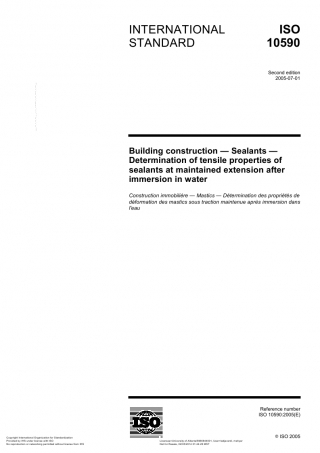 INTERNATIONAL
STANDARD
ISO
10590
Second edition
2005-07-01
Building construction — Sealants —
Determination of tensile properties of
sealants at maintained extension after
immersion in water
Construction immobilière — Mastics — Détermination des propriétés de
déformation des mastics sous traction maintenue après immersion dans
l'eau
ISO
Reference number
ISO 10590:2005(E)
© ISO 2005